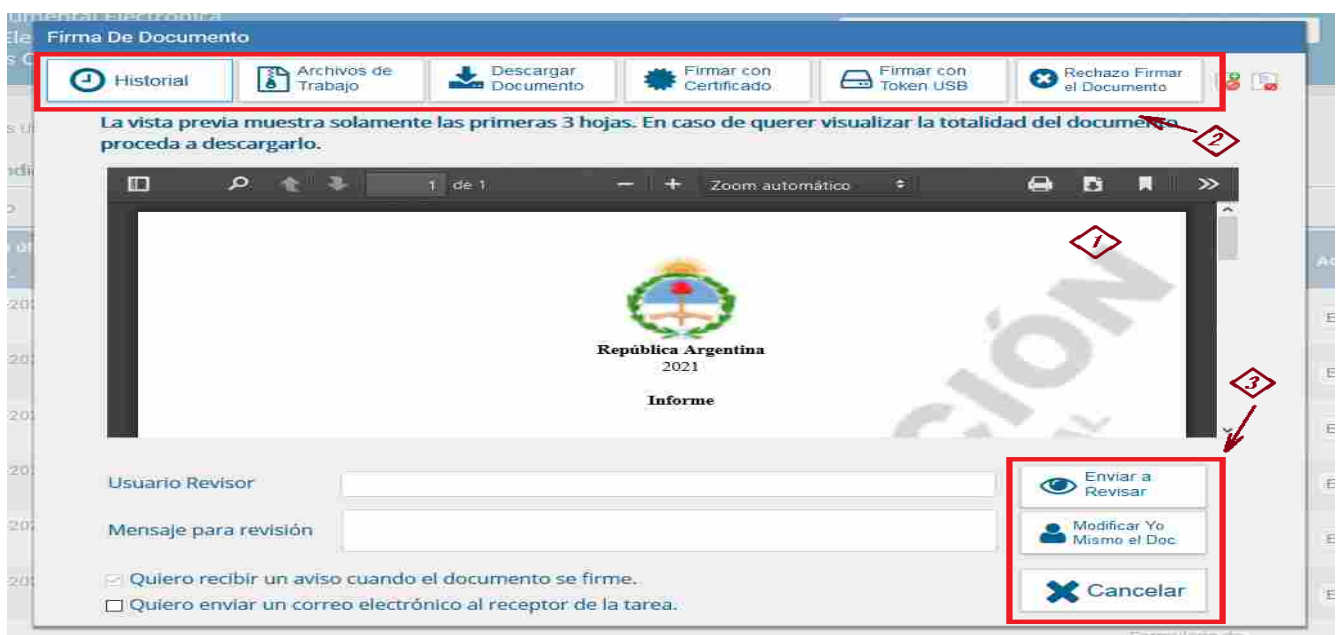 Firma De Documento
Historial
Archivos de
Trabajo
Descargar
Documento
Firmar con
Certificado
Firmar con
Token USB
Rechazo Firmar
el Documento
La vista previa muestra solamente las primeras 3 hojas. En caso de querer visualizar la totalidad del documento
proceda a descargarlo.
2
1 de 1
Zoom automático
1
CIÓN
República Argentina
2021
Informe
3
Usuario Revisor
Enviar a
Revisar
Mensaje para revisión
Modificar Yo
Mismo el Doc.
Quiero recibir un aviso cuando el documento se firme.
Quiero enviar un correo electrónico al receptor de la tarea.
Cancelar